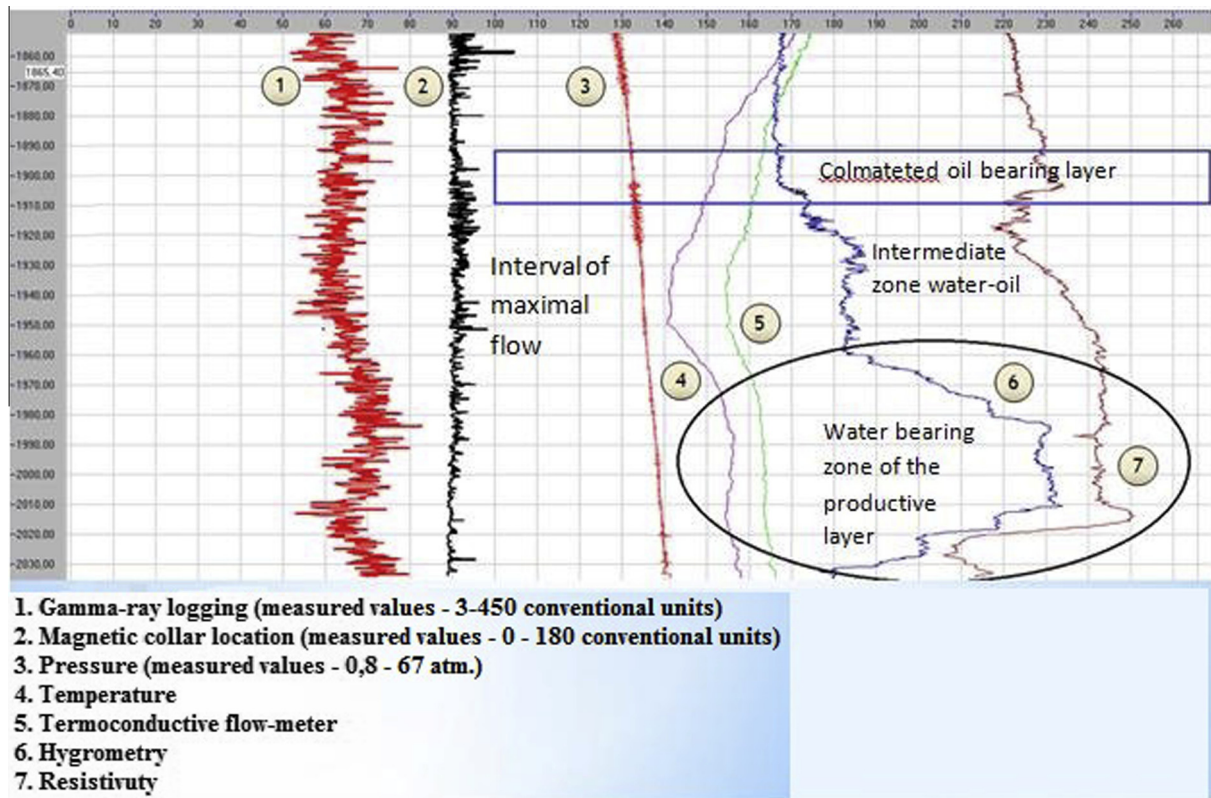 0 10 20 30 40 50 60 70 80 90 100 110 120 130 140 150 160 170 180 190 200 210 220 230 240 250 260
-1860,00
1865,40
-1870,00
-1880,00
-1890,00
-1900,00
-1910,00
-1920,00
-1930,00
-1940,00
-1950,00
-1960,00
-1970,00
-1980,00
-1990,00
-2000,00
-2010,00
-2020,00
-2030,00
1
2
3
Colmateted oil bearing layer
Interval of
maximal
flow
Intermediate
zone water-oil
5
4
6
Water bearing
zone of the
productive
layer
7
1. Gamma-ray logging (measured values - 3-450 conventional units)
2. Magnetic collar location (measured values - 0 - 180 conventional units)
3. Pressure (measured values - 0,8 - 67 atm.)
4. Temperature
5. Termoconductive flow-meter
6. Hygrometry
7. Resistivuty